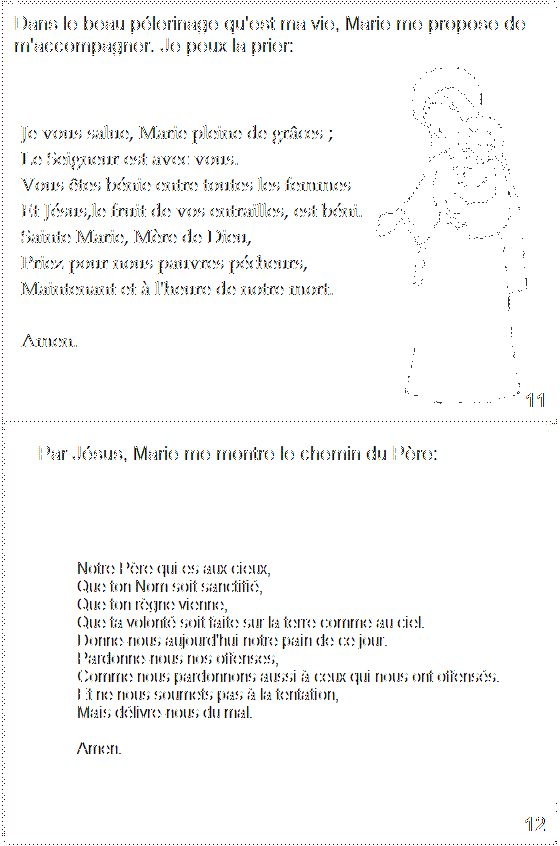 Dans le beau pélerinage qu'est ma vie, Marie me propose de
m'accompagner. Je peux la prier:
Je vous salue, Marie pleine de grâces ;
Le Seigneur est avec vous.
Vous êtes bénie entre toutes les femmes
Et Jésus,le fruit de vos entrailles, est béni.
Sainte Marie, Mère de Dieu,
Priez pour nous pauvres pécheurs,
Maintenant et à l'heure de notre mort.
Amen.
11
Par Jésus, Marie me montre le chemin du Père:
Notre Père qui es aux cieux,
Que ton Nom soit sanctifié,
Que ton règne vienne,
Que ta volonté soit faite sur la terre comme au ciel.
Donne-nous aujourd'hui notre pain de ce jour.
Pardonne-nous nos offenses,
Comme nous pardonnons aussi à ceux qui nous ont offensés.
Et ne nous soumets pas à la tentation,
Mais délivre-nous du mal.
Amen.
12